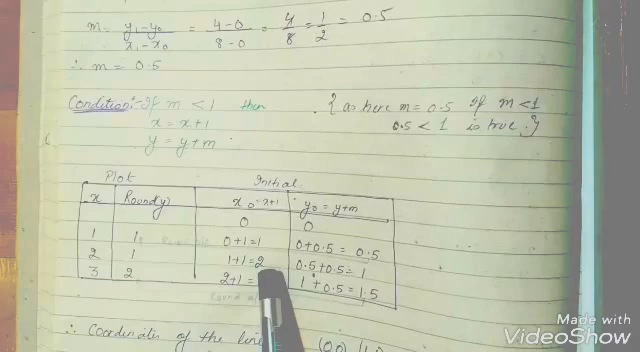 m = y1-y0 / x1-x0 = 4-0 / 8-0 = 4/8 = 1/2 = 0.5
∴ m = 0.5
Condition:- If m < 1 then { as here m = 0.5 If m < 1
x = x+1 0.5 < 1 is true. }
y = y+m
Plot Initial
x Round(y) x0 = x+1 y0 = y+m
0 0
1 1 0+1=1 0+0.5 = 0.5
2 1 1+1=2 0.5+0.5 = 1
3 2 2+1= 1+0.5 = 1.5
∴ Coordinates of the line (0,0)
Made with
VideoShow